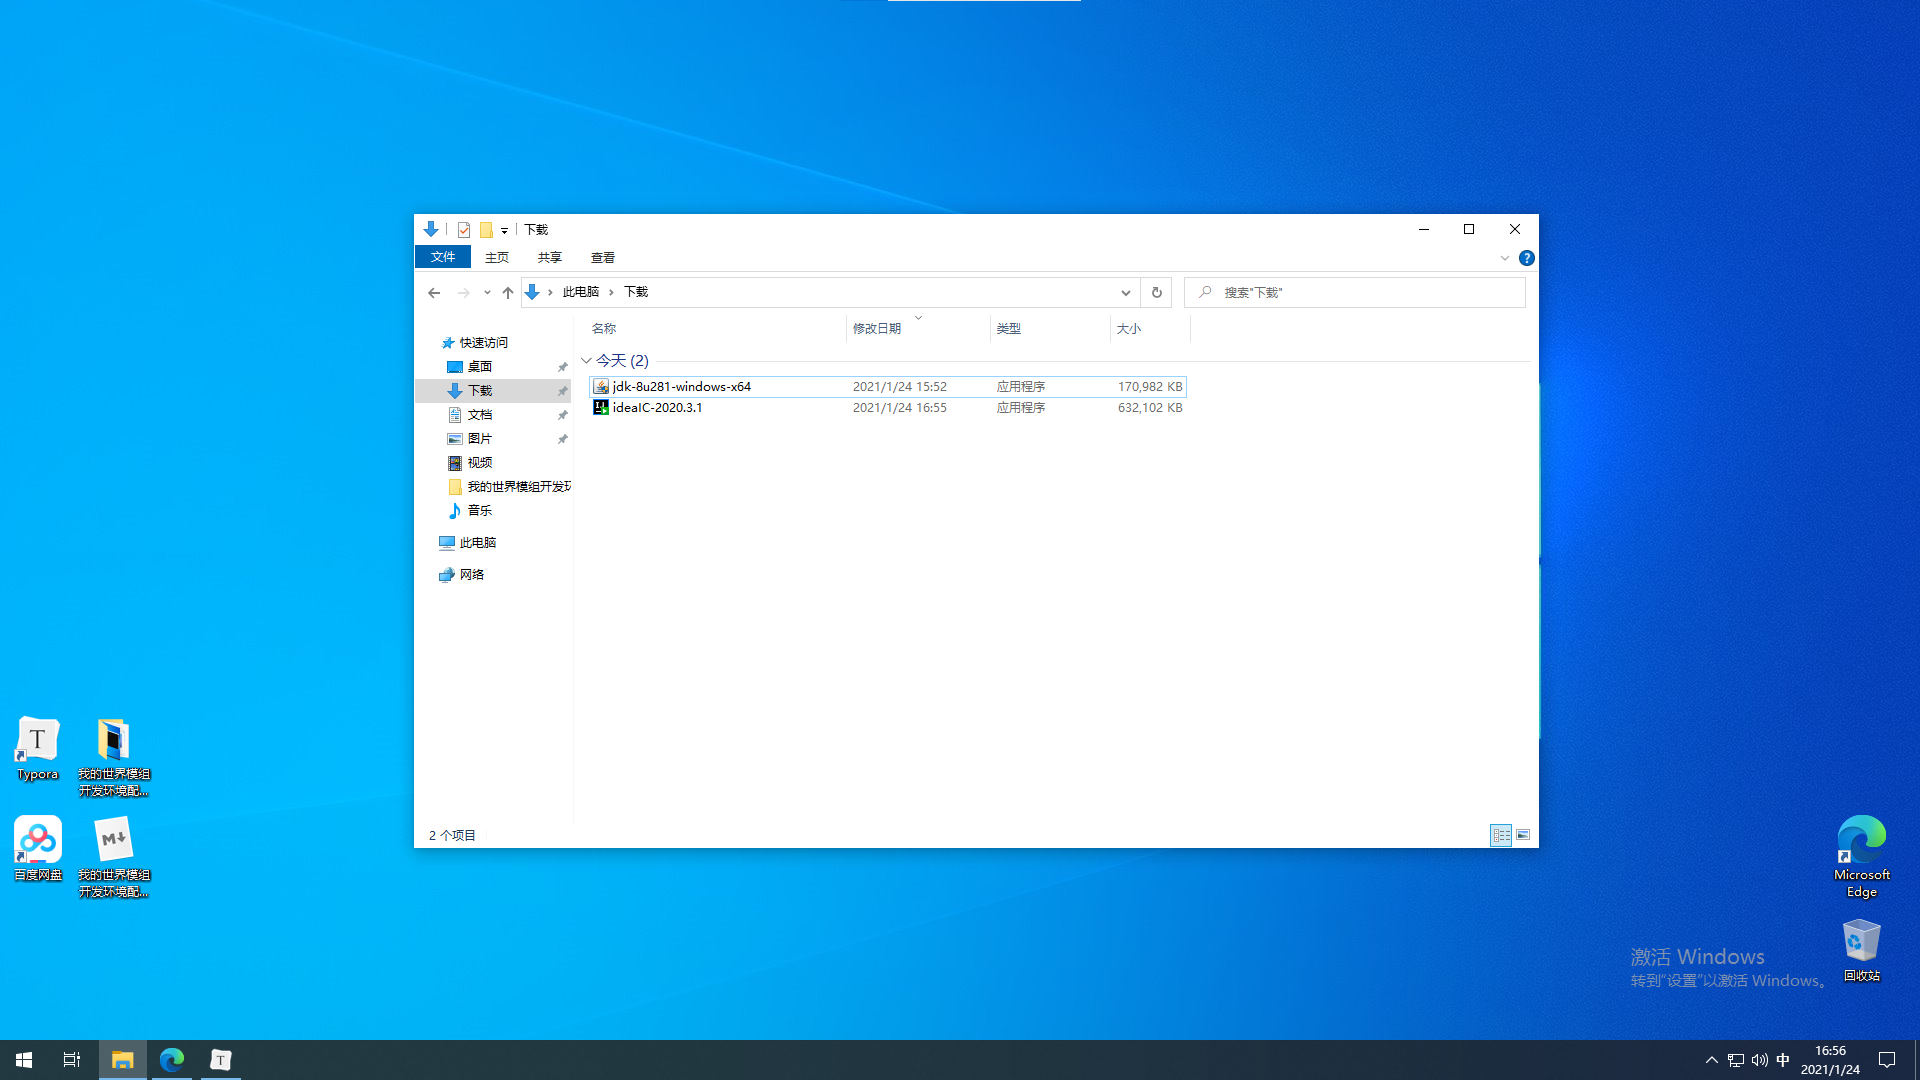 下载
文件 主页 共享 查看
此电脑 下载
搜索"下载"
名称 修改日期 类型 大小
快速访问
桌面
下载
文档
图片
视频
我的世界模组开发环
音乐
此电脑
网络
今天 (2)
jdk-8u281-windows-x64 2021/1/24 15:52 应用程序 170,982 KB
ideaIC-2020.3.1 2021/1/24 16:55 应用程序 632,102 KB
2 个项目
Typora
我的世界模组
开发环境配...
百度网盘
我的世界模组
开发环境配...
Microsoft
Edge
回收站
激活 Windows
转到"设置"以激活 Windows。
中
16:56
2021/1/24